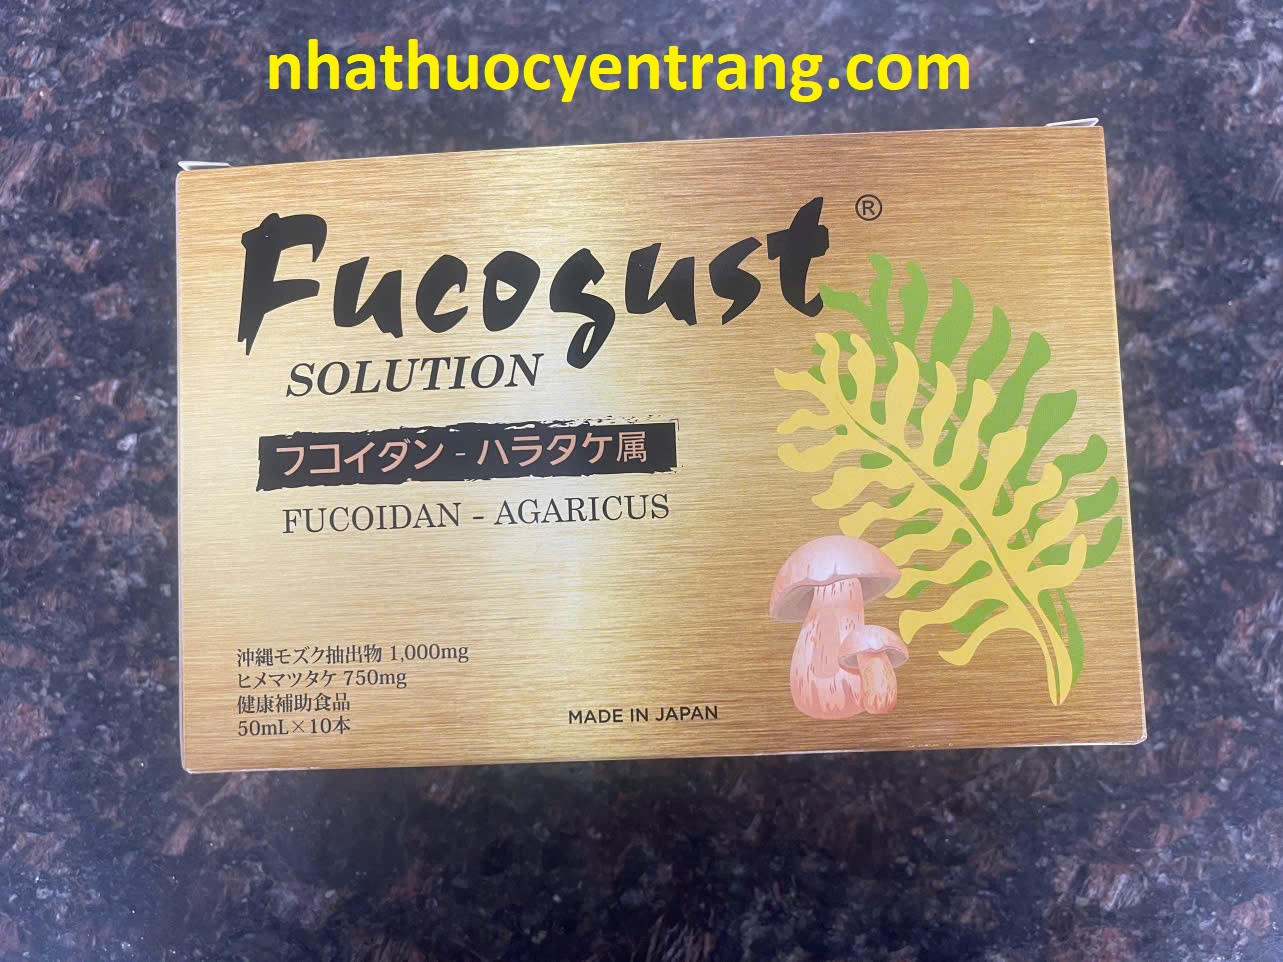 nhathuocyentrang.com
Fucogust®
SOLUTION
フコイダン - ハラタケ属
FUCOIDAN - AGARICUS
沖縄モズク抽出物 1,000mg
ヒメマツタケ 750mg
健康補助食品
50mL×10本
MADE IN JAPAN